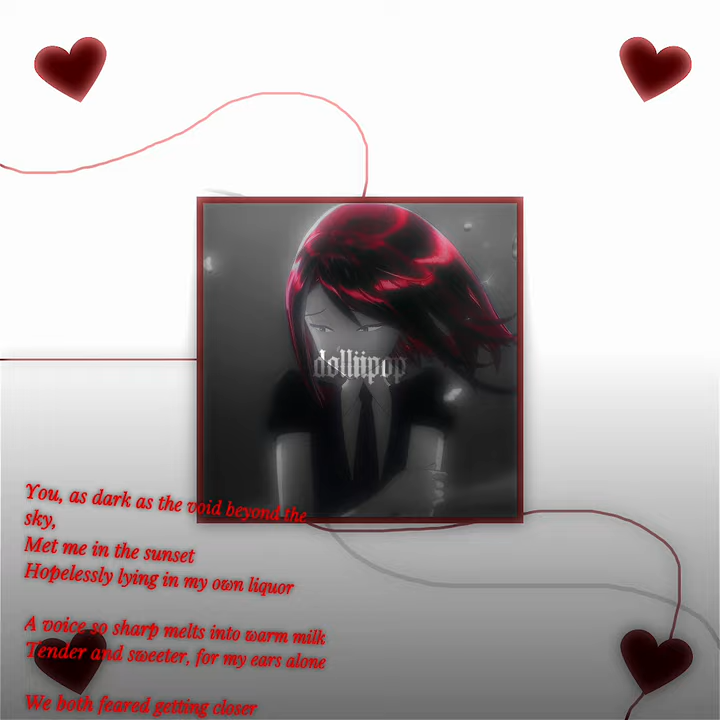 dolliipop
You, as dark as the void beyond the
sky,
Met me in the sunset
Hopelessly lying in my own liquor
A voice so sharp melts into warm milk
Tender and sweeter, for my ears alone
We both feared getting closer